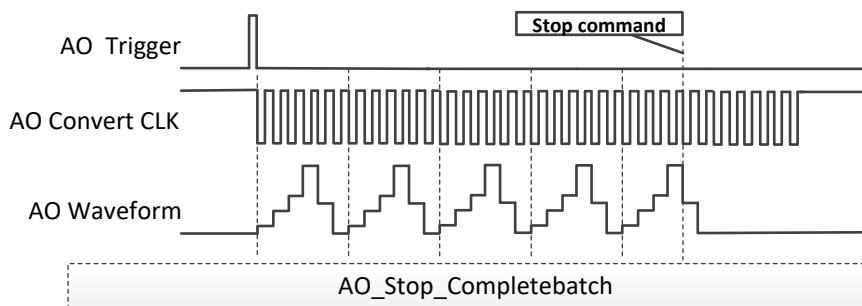 Stop command
AO Trigger
AO Convert CLK
AO Waveform
AO_Stop_Completebatch